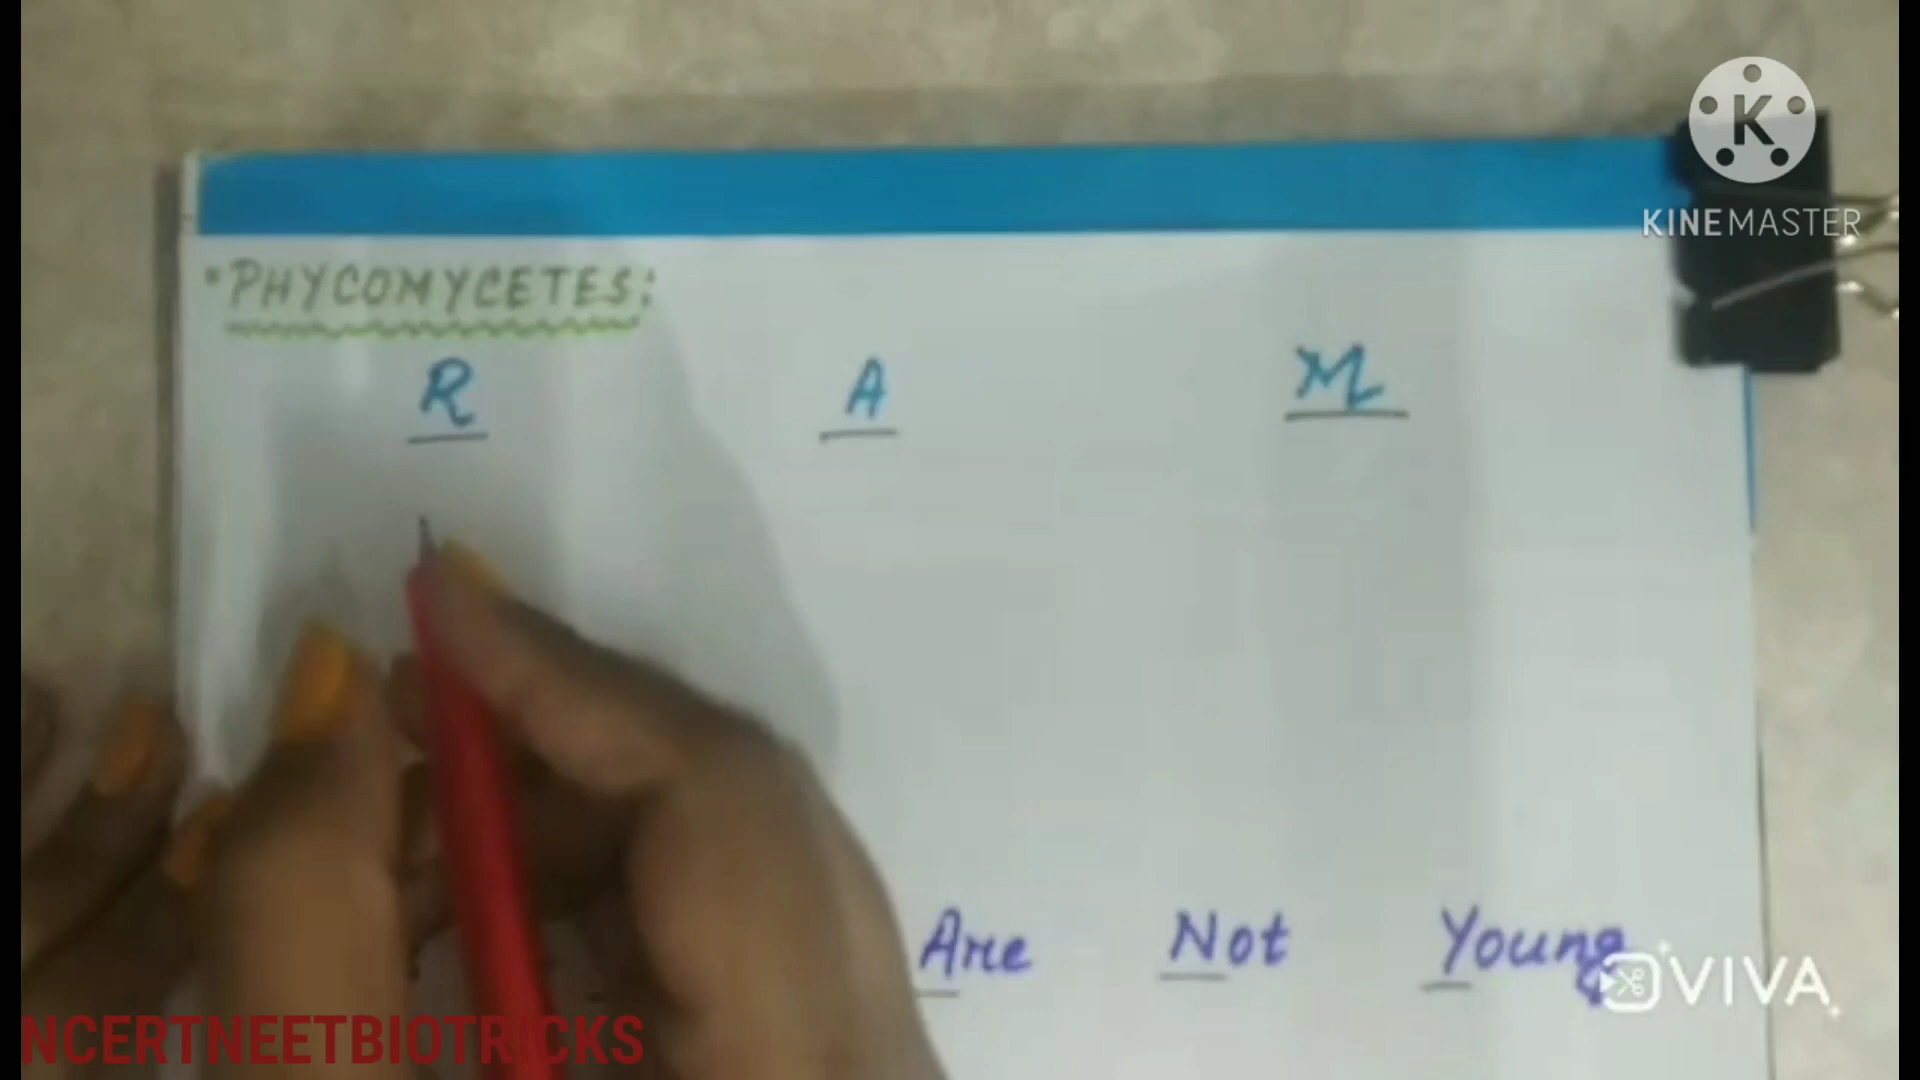 K
KINEMASTER
• PHYCOMYCETES:
R A M
Are Not Young
VIVA
NCERTNEETBIOTRICKS